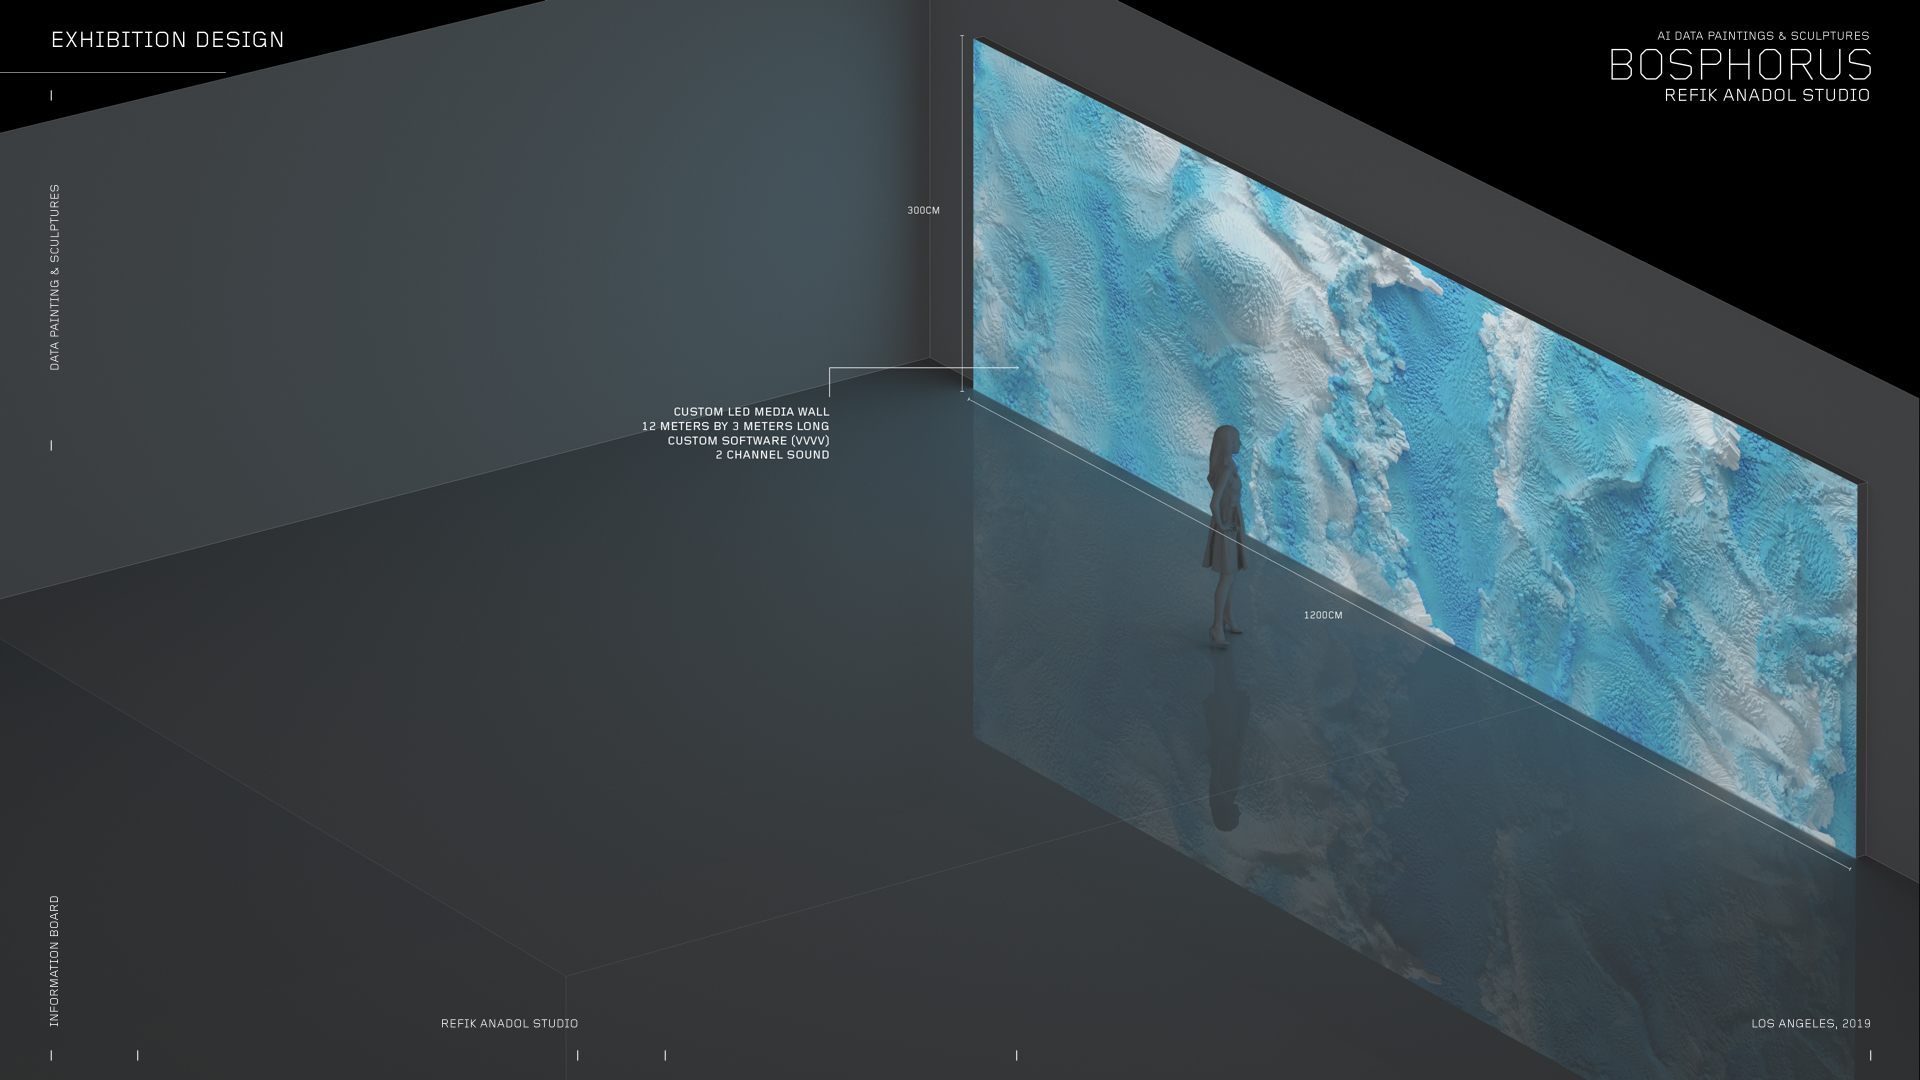 EXHIBITION DESIGN
AI DATA PAINTINGS & SCULPTURES
BOSPHORUS
REFIK ANADOL STUDIO
DATA PAINTING & SCULPTURES
300CM
CUSTOM LED MEDIA WALL
12 METERS BY 3 METERS LONG
CUSTOM SOFTWARE (VVVV)
2 CHANNEL SOUND
1200CM
INFORMATION BOARD
REFIK ANADOL STUDIO
LOS ANGELES, 2019